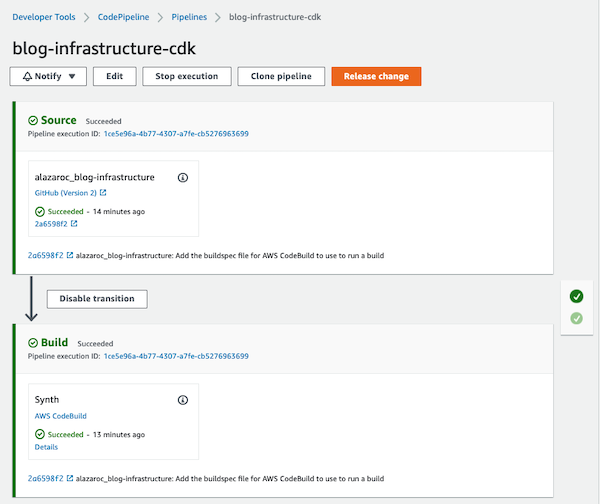 Developer Tools > CodePipeline > Pipelines > blog-infrastructure-cdk
blog-infrastructure-cdk
Notify ▼ Edit Stop execution Clone pipeline Release change
Source Succeeded
Pipeline execution ID: 1ce5e96a-4b77-4307-a7fe-cb5276963699
alazaroc_blog-infrastructure
GitHub (Version 2)
Succeeded - 14 minutes ago
2a6598f2
2a6598f2 alazaroc_blog-infrastructure: Add the buildspec file for AWS CodeBuild to use to run a build
Disable transition
Build Succeeded
Pipeline execution ID: 1ce5e96a-4b77-4307-a7fe-cb5276963699
Synth
AWS CodeBuild
Succeeded - 13 minutes ago
Details
2a6598f2 alazaroc_blog-infrastructure: Add the buildspec file for AWS CodeBuild to use to run a build